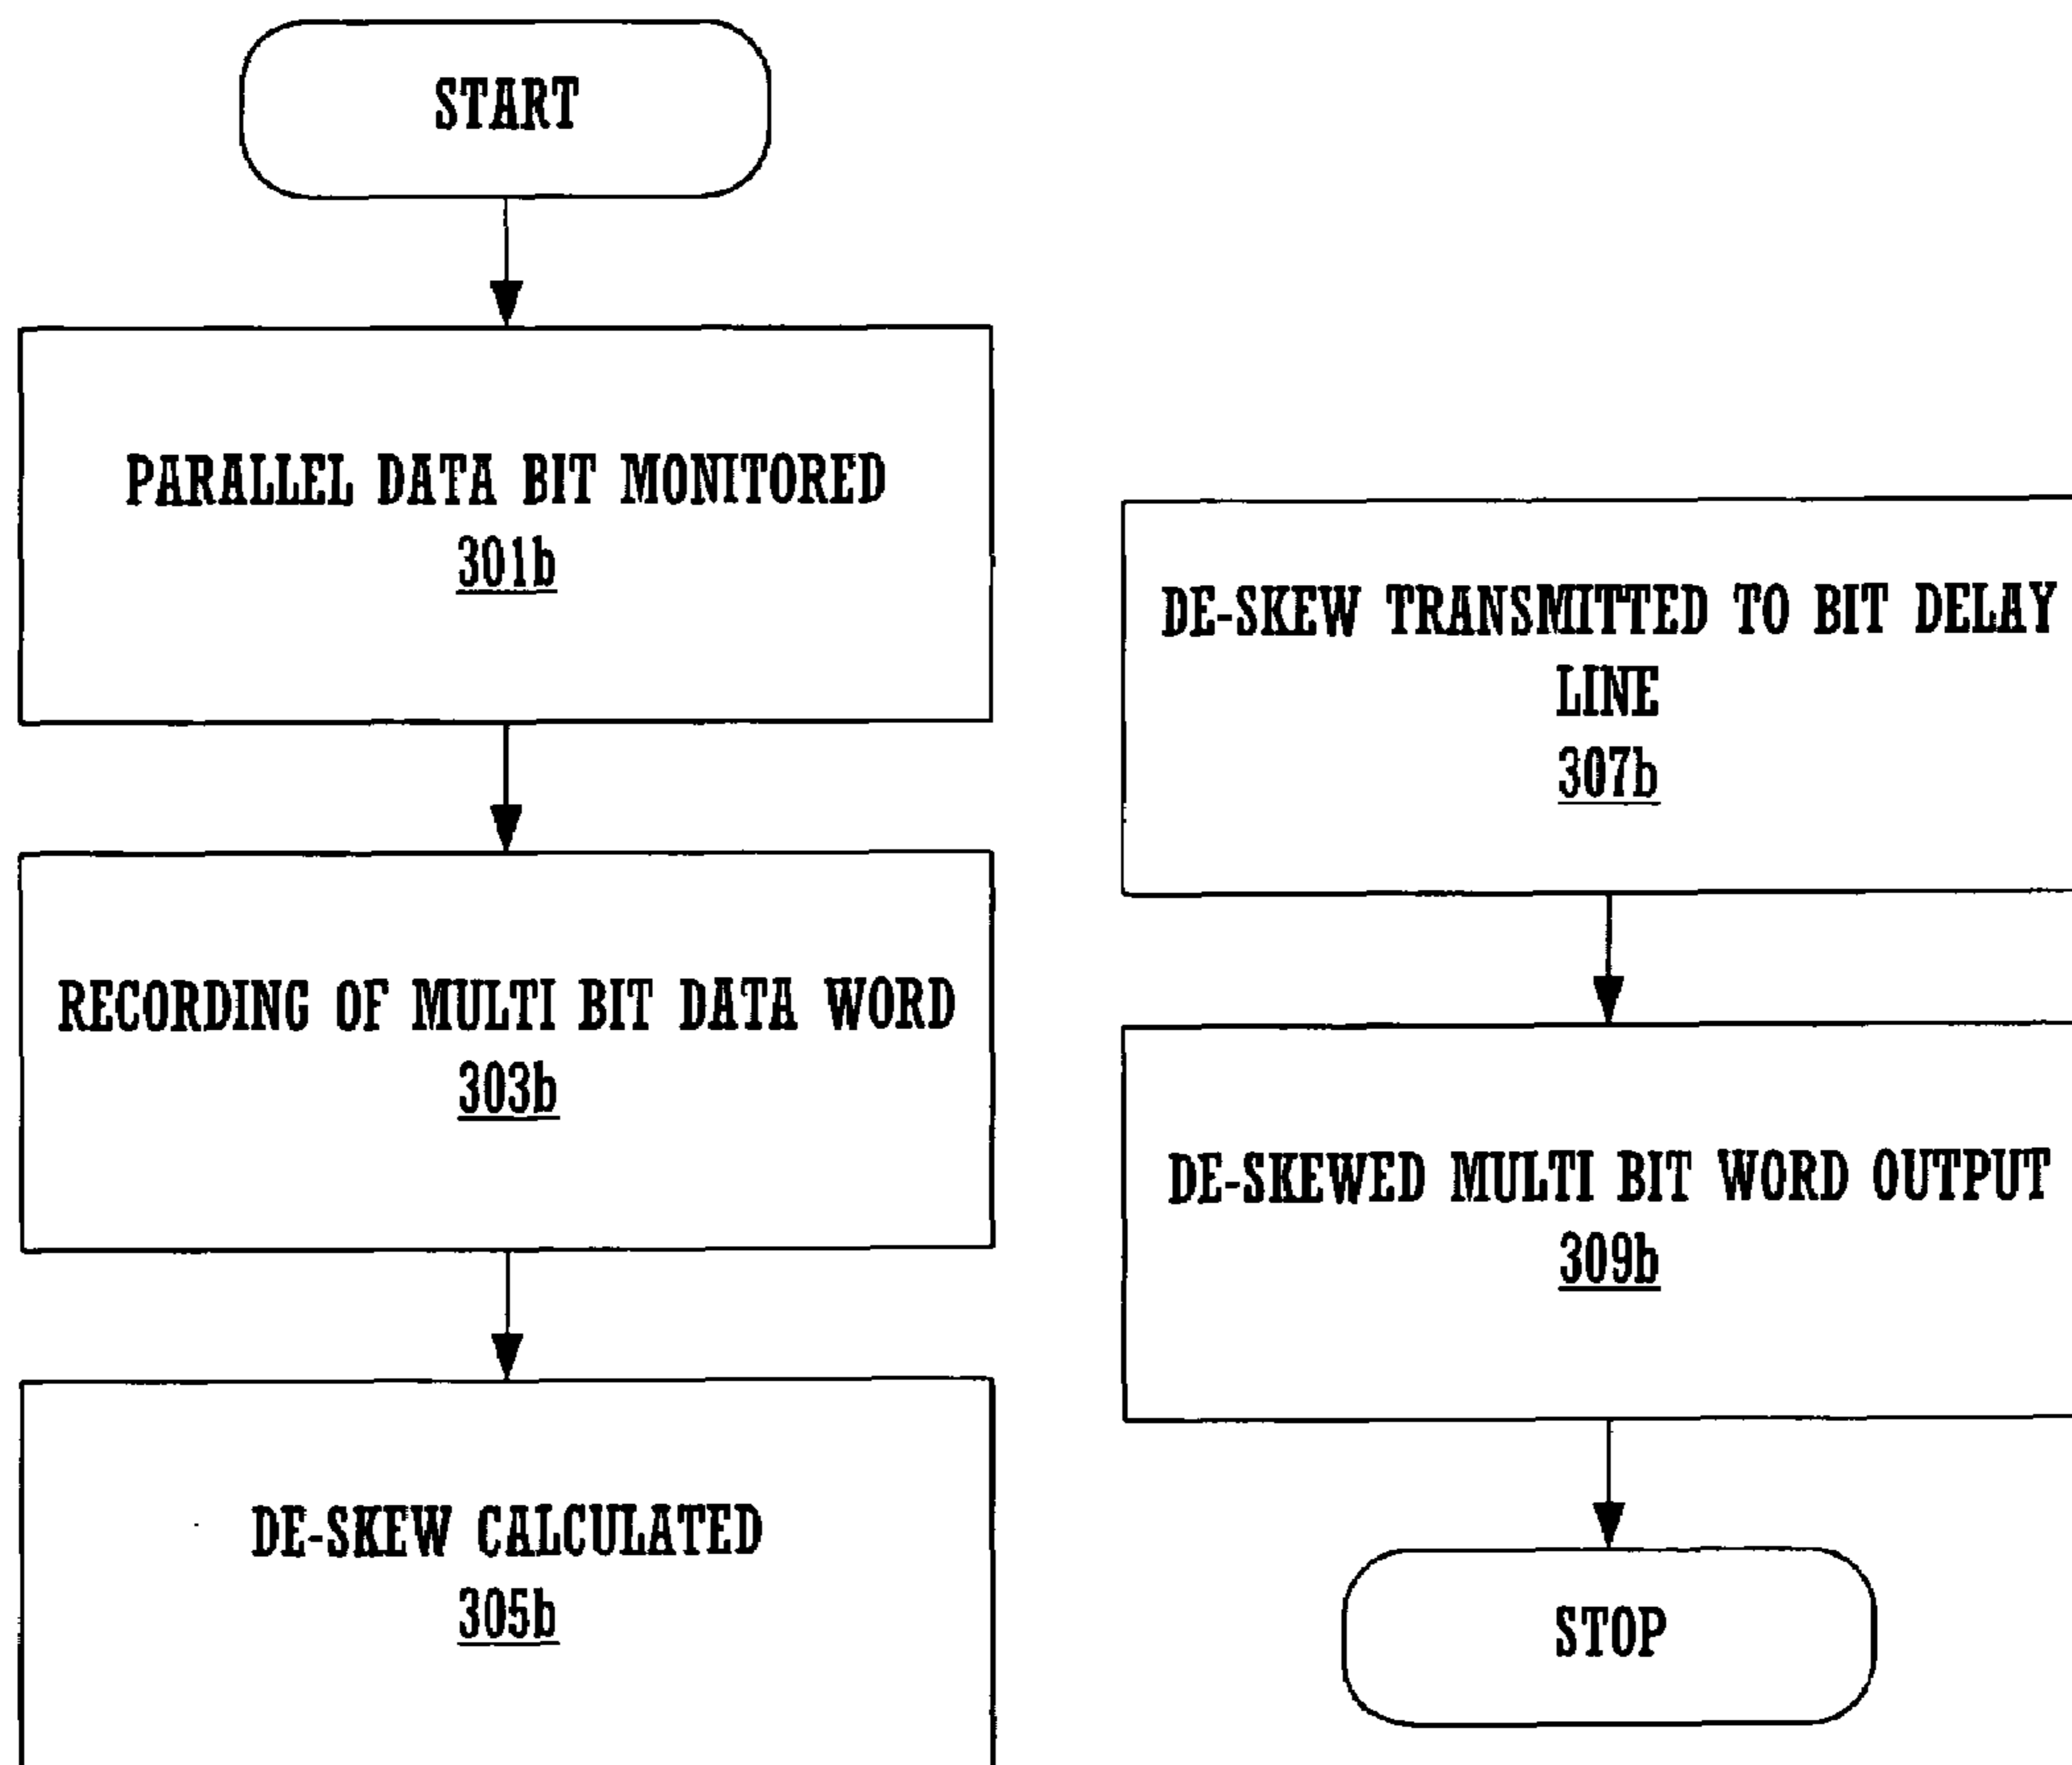 START
PARALLEL DATA BIT MONITORED
301b
RECORDING OF MULTI BIT DATA WORD
303b
DE-SKEW CALCULATED
305b
DE-SKEW TRANSMITTED TO BIT DELAY
LINE
307b
DE-SKEWED MULTI BIT WORD OUTPUT
309b
STOP